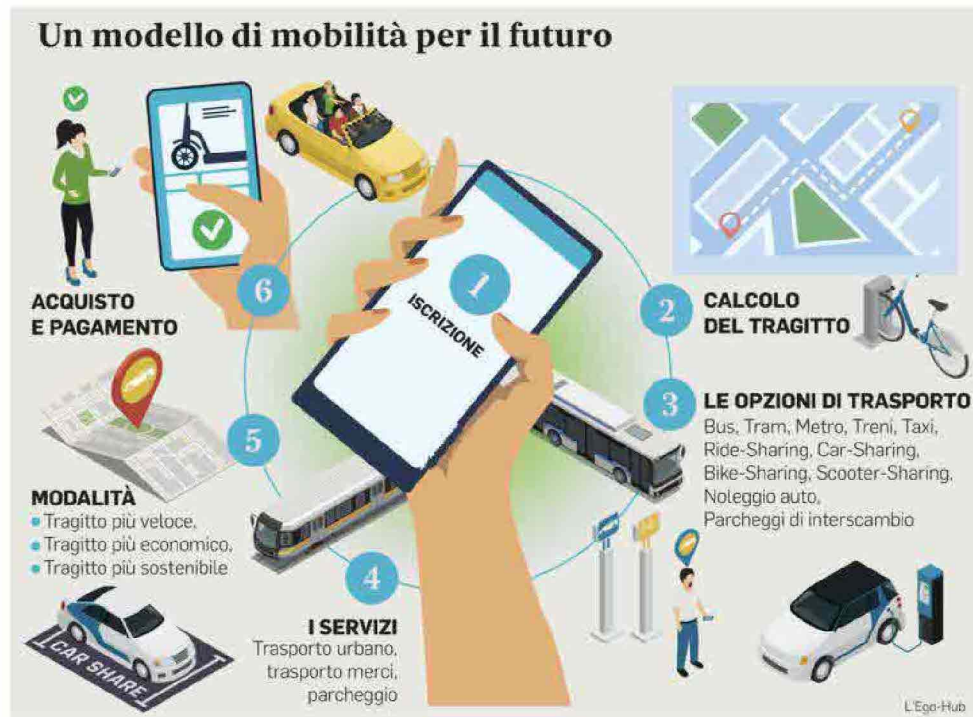 Un modello di mobilità per il futuro
1
ISCRIZIONE
2
CALCOLO
DEL TRAGITTO
3
LE OPZIONI DI TRASPORTO
Bus, Tram, Metro, Treni, Taxi,
Ride-Sharing, Car-Sharing,
Bike-Sharing, Scooter-Sharing,
Noleggio auto,
Parcheggi di interscambio
4
I SERVIZI
Trasporto urbano,
trasporto merci,
parcheggio
5
MODALITÀ
• Tragitto più veloce,
• Tragitto più economico,
• Tragitto più sostenibile
6
ACQUISTO
E PAGAMENTO
CAR SHARE
L'Ego-Hub